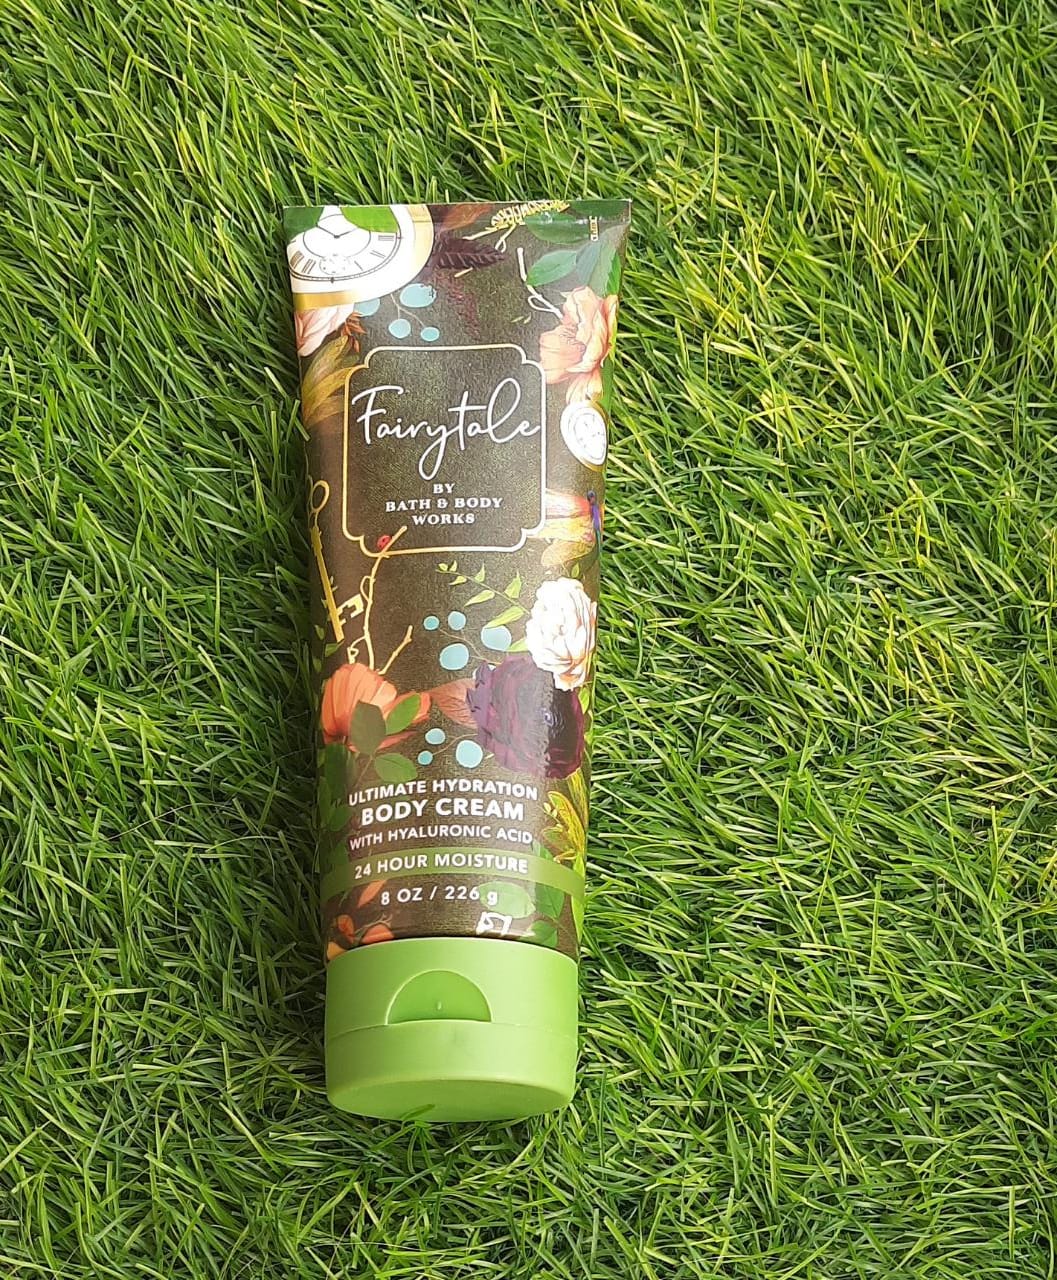 Fairytale
BY
BATH & BODY
WORKS
ULTIMATE HYDRATION
BODY CREAM
WITH HYALURONIC ACID
24 HOUR MOISTURE
8 OZ / 226 g